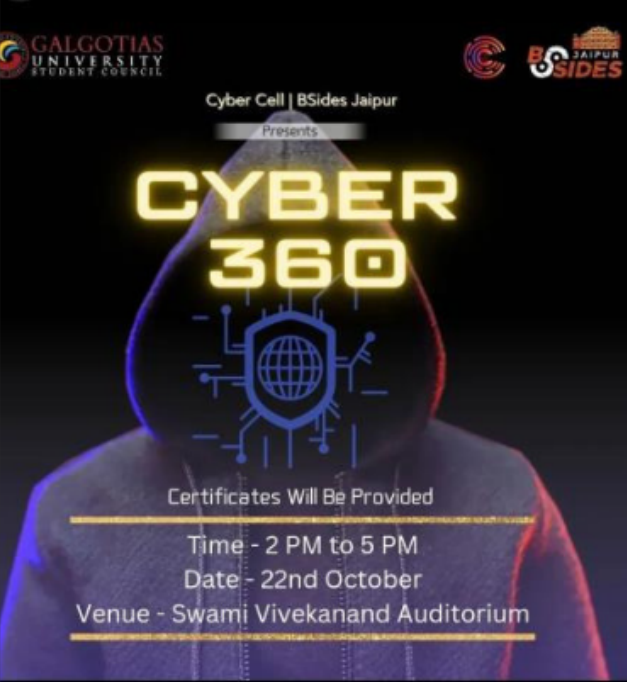 GALGOTIAS
UNIVERSITY
STUDENT COUNCIL
BSIDES
JAIPUR
Cyber Cell | BSides Jaipur
Presents
CYBER
360
Certificates Will Be Provided
Time - 2 PM to 5 PM
Date - 22nd October
Venue - Swami Vivekanand Auditorium